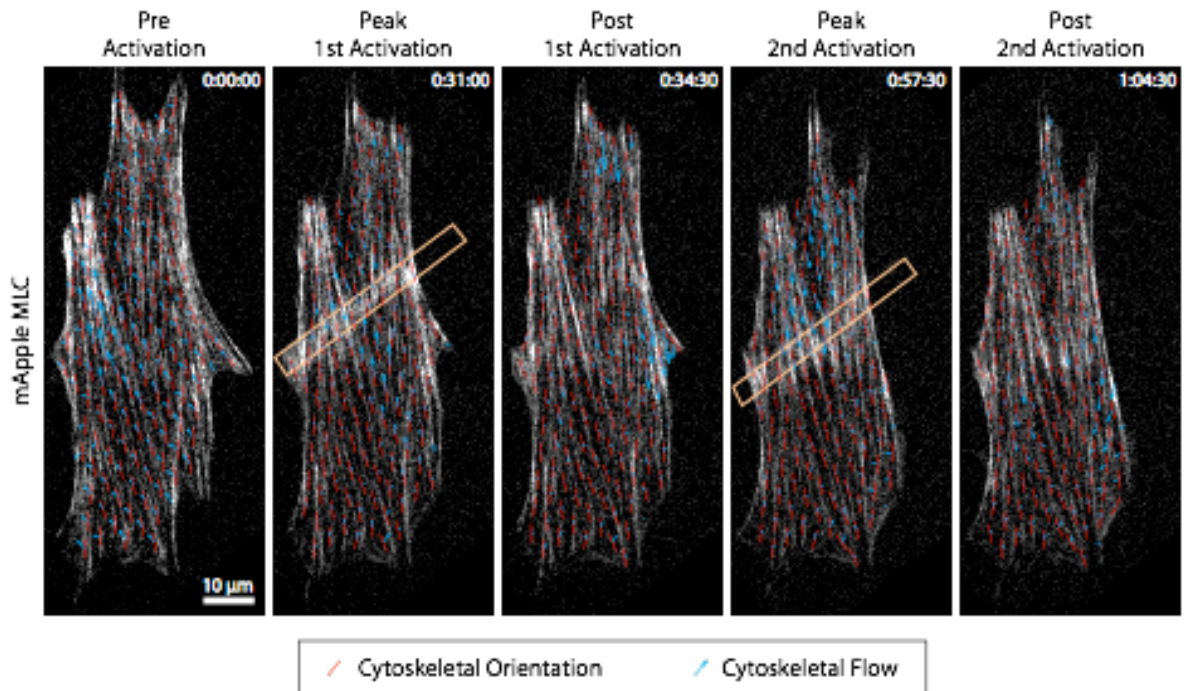 Pre
Activation
Peak
1st Activation
Post
1st Activation
Peak
2nd Activation
Post
2nd Activation
0:00:00
0:31:00
0:34:30
0:57:30
1:04:30
mApple MLC
10 µm
Cytoskeletal Orientation
Cytoskeletal Flow